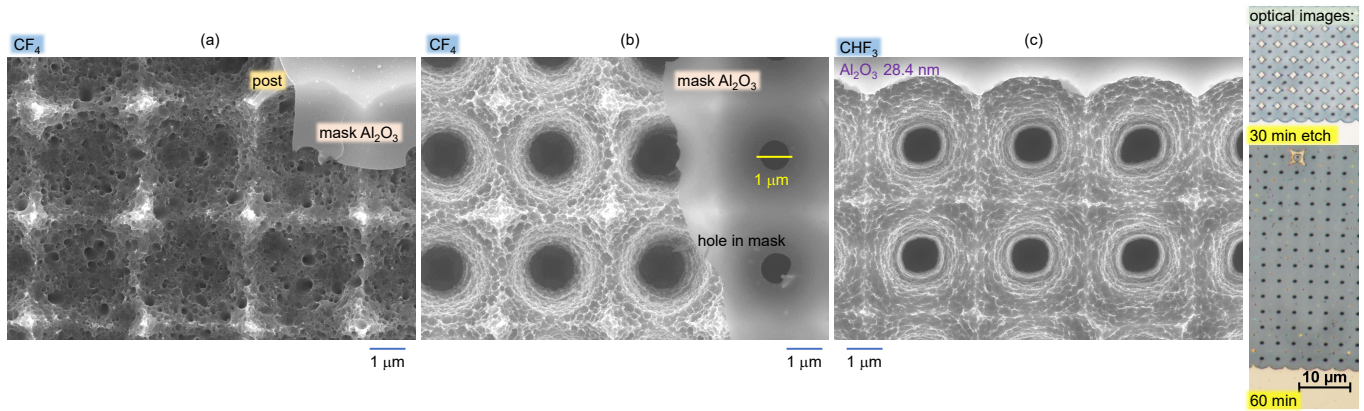 (a)
CF4
post
mask Al2O3
1 μm
(b)
CF4
mask Al2O3
1 μm
hole in mask
1 μm
(c)
CHF3
Al2O3 28.4 nm
1 μm
optical images:
30 min etch
10 μm
60 min